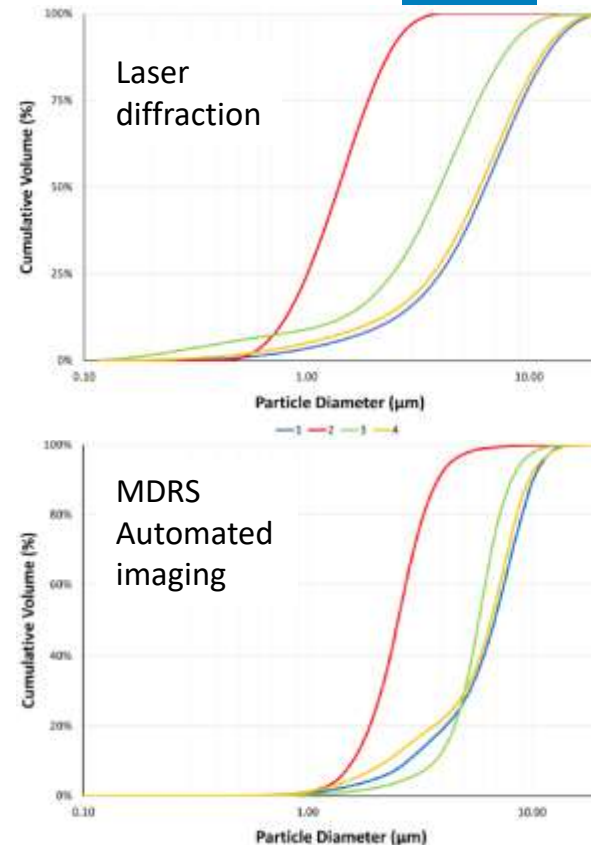 100%
Laser
diffraction
75%
50%
25%
0%
Cumulative Volume (%)
0.10 1.00 10.00
Particle Diameter (µm)
1 2 3 4
100%
MDRS
Automated
imaging
80%
60%
40%
20%
0%
Cumulative Volume (%)
0.10 1.00 10.00
Particle Diameter (µm)